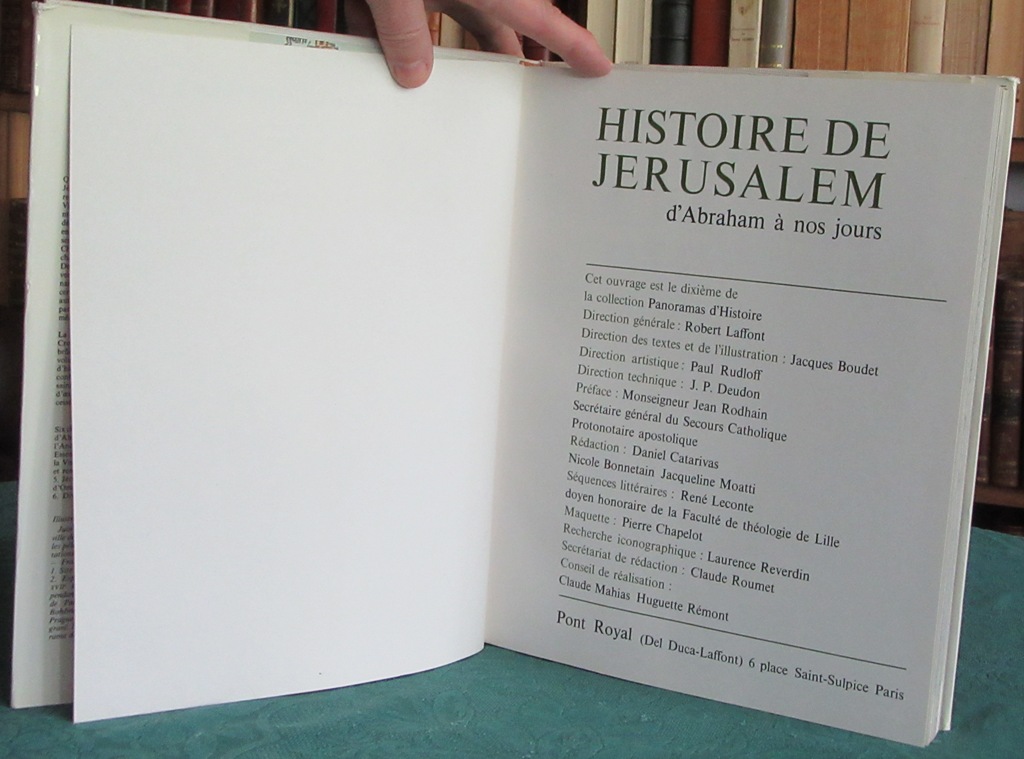 HISTOIRE DE
JERUSALEM
d'Abraham à nos jours
Cet ouvrage est le dixième de
la collection Panoramas d'Histoire
Direction générale : Robert Laffont
Direction des textes et de l'illustration : Jacques Boudet
Direction artistique : Paul Rudloff
Direction technique : J. P. Deudon
Préface : Monseigneur Jean Rodhain
Secrétaire général du Secours Catholique
Protonotaire apostolique
Rédaction : Daniel Catarivas
Nicole Bonnetain Jacqueline Moatti
Séquences littéraires : René Leconte
doyen honoraire de la Faculté de théologie de Lille
Maquette : Pierre Chapelot
Recherche iconographique : Laurence Reverdin
Secrétariat de rédaction : Claude Roumet
Conseil de réalisation :
Claude Mahias Huguette Rémont
Pont Royal (Del Duca-Laffont) 6 place Saint-Sulpice Paris